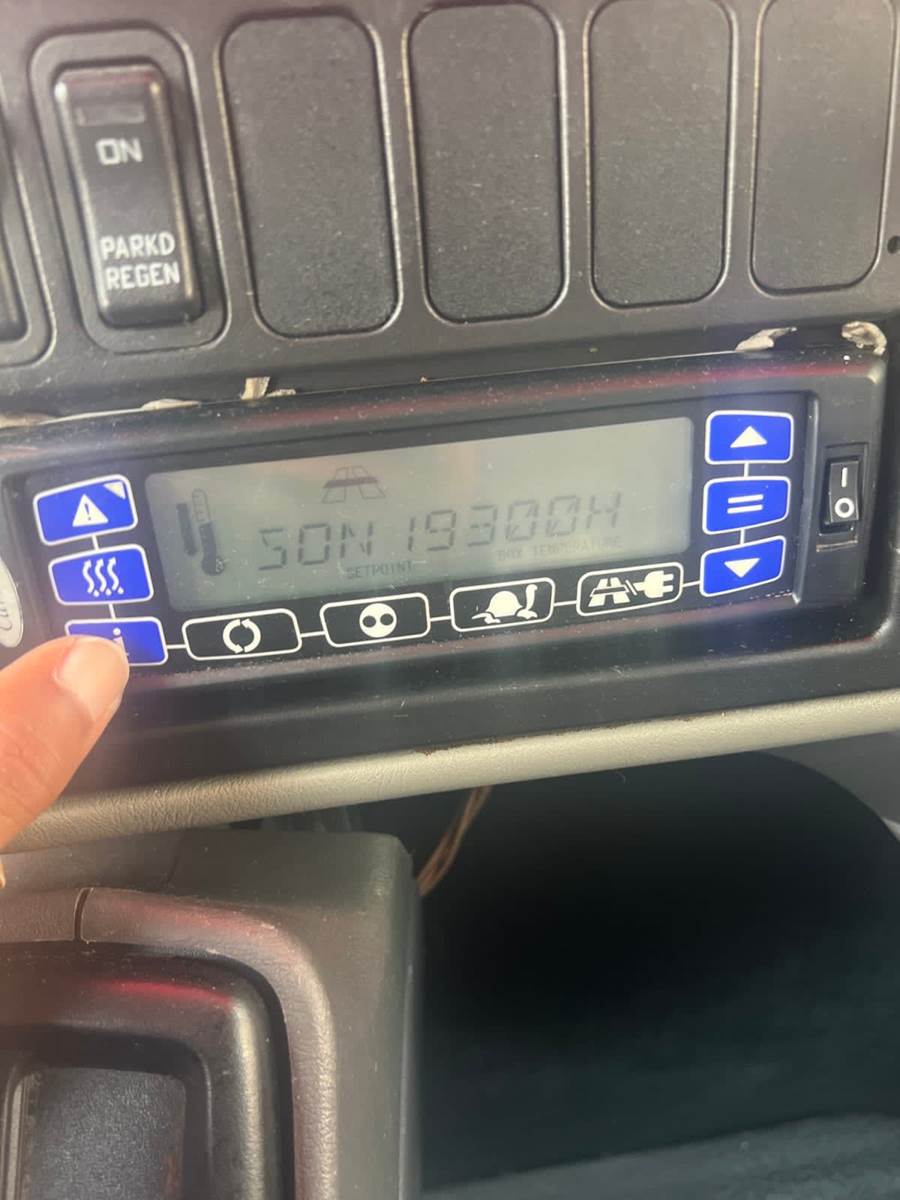 ON
PARKD
REGEN
SON 19300H
SETPOINT
BOX TEMPERATURE
i
I
O